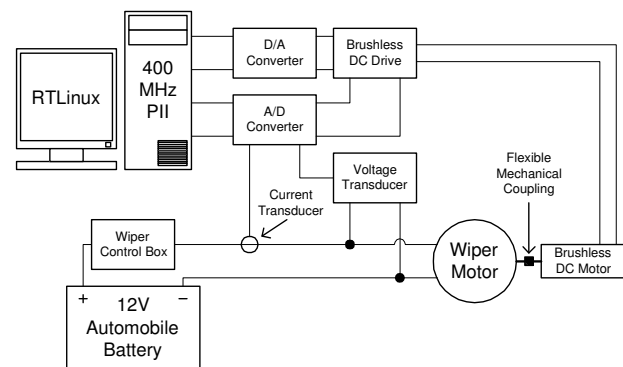 RTLinux
400
MHz
PII
D/A
Converter
Brushless
DC Drive
A/D
Converter
Voltage
Transducer
Current
Transducer
Flexible
Mechanical
Coupling
Wiper
Control Box
Wiper
Motor
Brushless
DC Motor
+ 12V −
Automobile
Battery